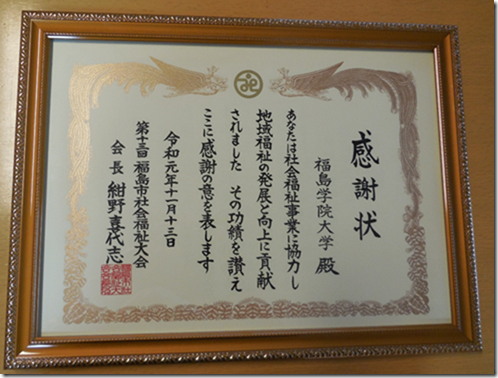 感謝状
福島学院大学 殿
あなたは社会福祉事業に協力し
地域福祉の発展と向上に貢献
されました その功績を讃え
ここに感謝の意を表します
令和元年十一月十三日
第十三回 福島市社会福祉大会
会長 紺野喜代志